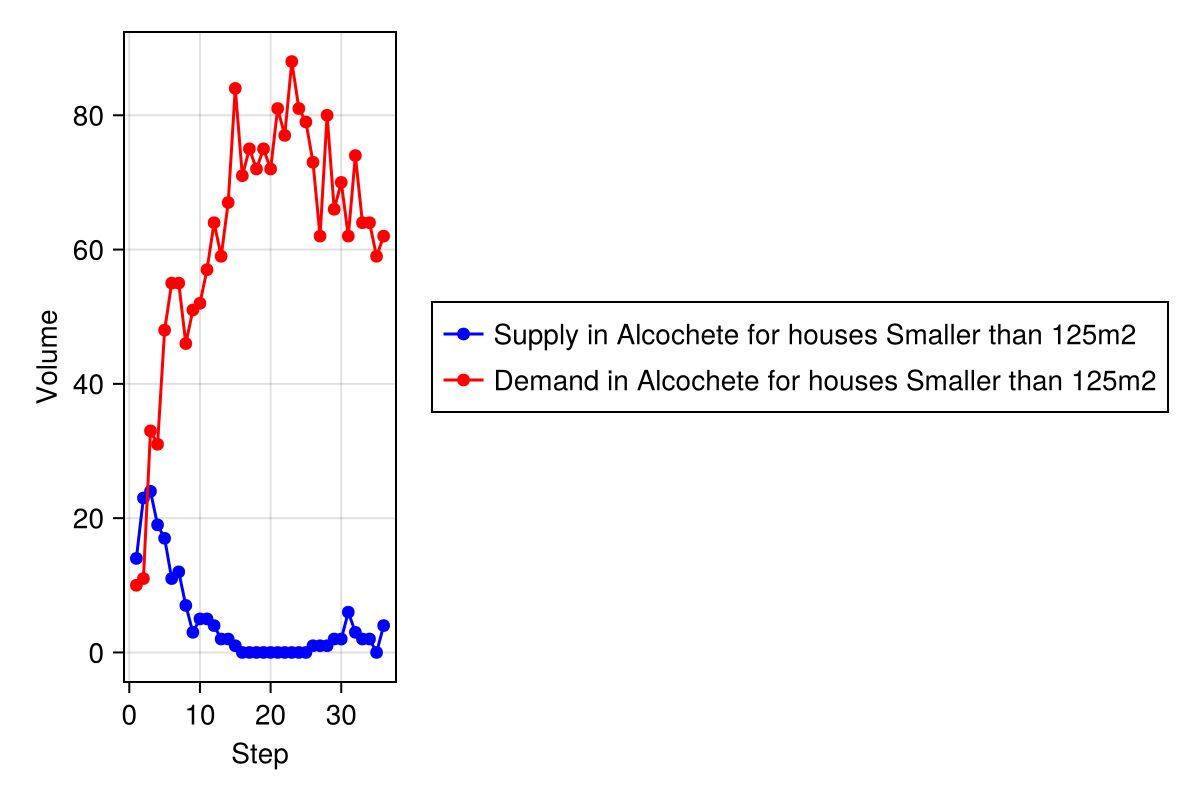 Volume
80
60
40
20
0
0 10 20 30
Step
Supply in Alcochete for houses Smaller than 125m2
Demand in Alcochete for houses Smaller than 125m2